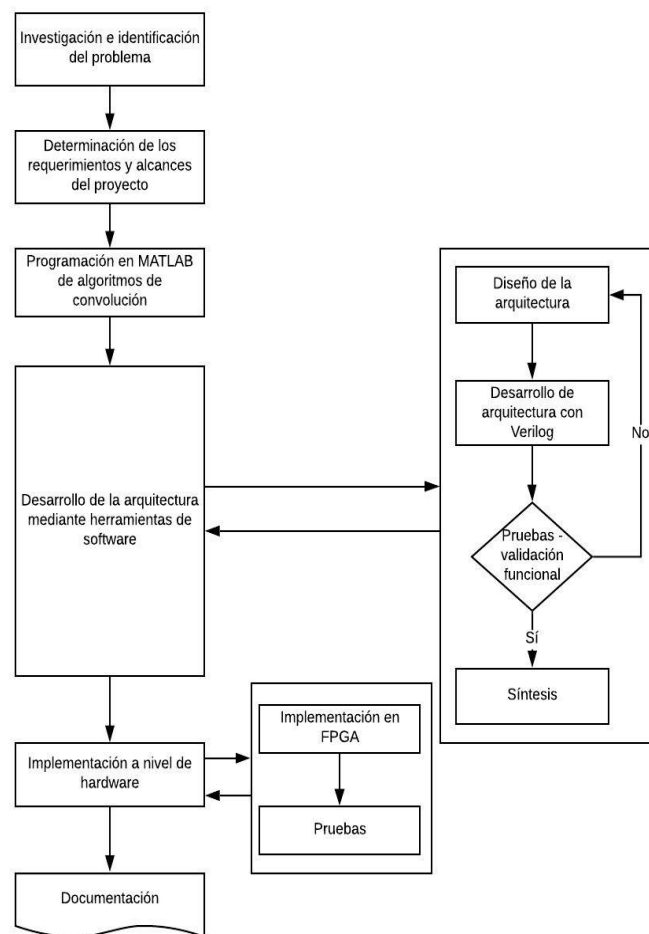 Investigación e identificación
del problema
Determinación de los
requerimientos y alcances
del proyecto
Programación en MATLAB
de algoritmos de
convolución
Desarrollo de la arquitectura
mediante herramientas de
software
Diseño de la
arquitectura
Desarrollo de
arquitectura con
Verilog
No
Pruebas -
validación
funcional
Sí
Síntesis
Implementación a nivel de
hardware
Implementación en
FPGA
Pruebas
Documentación